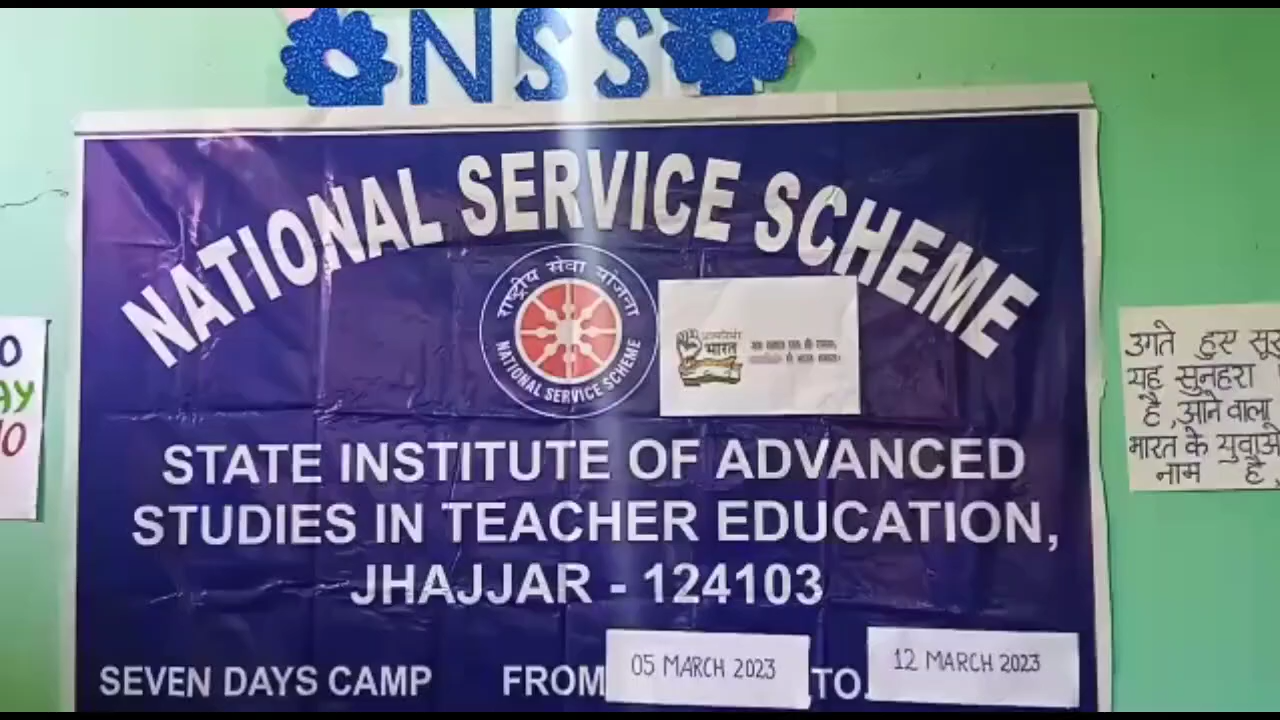 NSS
NATIONAL SERVICE SCHEME
राष्ट्रीय सेवा योजना
NATIONAL SERVICE SCHEME
भारत
STATE INSTITUTE OF ADVANCED
STUDIES IN TEACHER EDUCATION,
JHAJJAR - 124103
SEVEN DAYS CAMP FROM 05 MARCH 2023 TO. 12 MARCH 2023
उगते हुए
यह सुनहरा
है, आने वाला
भारत के
नाम है,